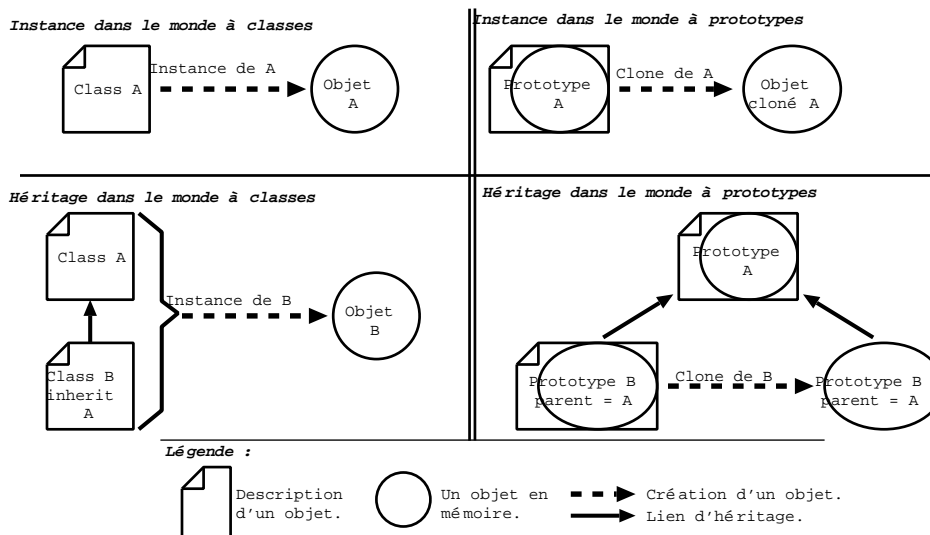 Instance dans le monde à classes
Class A
Instance de A
Objet
A
Instance dans le monde à prototypes
Prototype
A
Clone de A
Objet
cloné A
Héritage dans le monde à classes
Class A
Class B
inherit
A
Instance de B
Objet
B
Héritage dans le monde à prototypes
Prototype
A
Prototype B
parent = A
Clone de B
Prototype B
parent = A
Légende :
Description
d'un objet.
Un objet en
mémoire.
Création d'un objet.
Lien d'héritage.